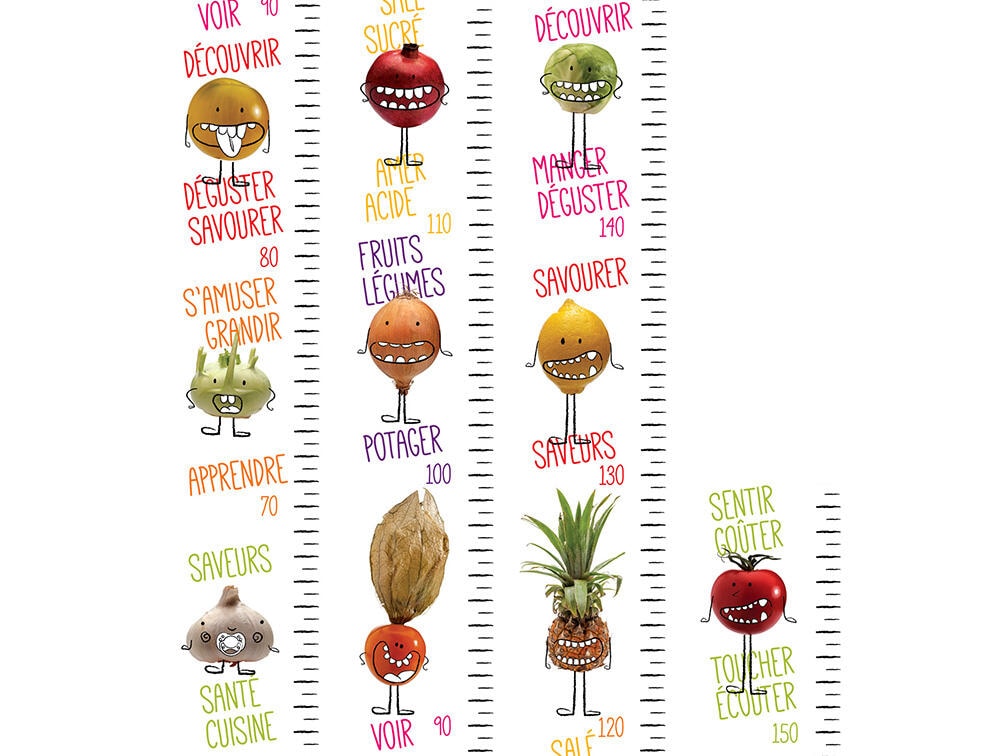 VOIR 90
DÉCOUVRIR
DÉGUSTER
SAVOURER
80
S'AMUSER
GRANDIR
APPRENDRE
70
SAVEURS
SANTÉ
CUISINE
SALÉ
SUCRÉ
AMER
ACIDE
110
FRUITS
LÉGUMES
POTAGER
100
VOIR 90
DÉCOUVRIR
MANGER
DÉGUSTER
140
SAVOURER
SAVEURS
130
120
SALÉ
SENTIR
GOÛTER
TOUCHER
ÉCOUTER
150